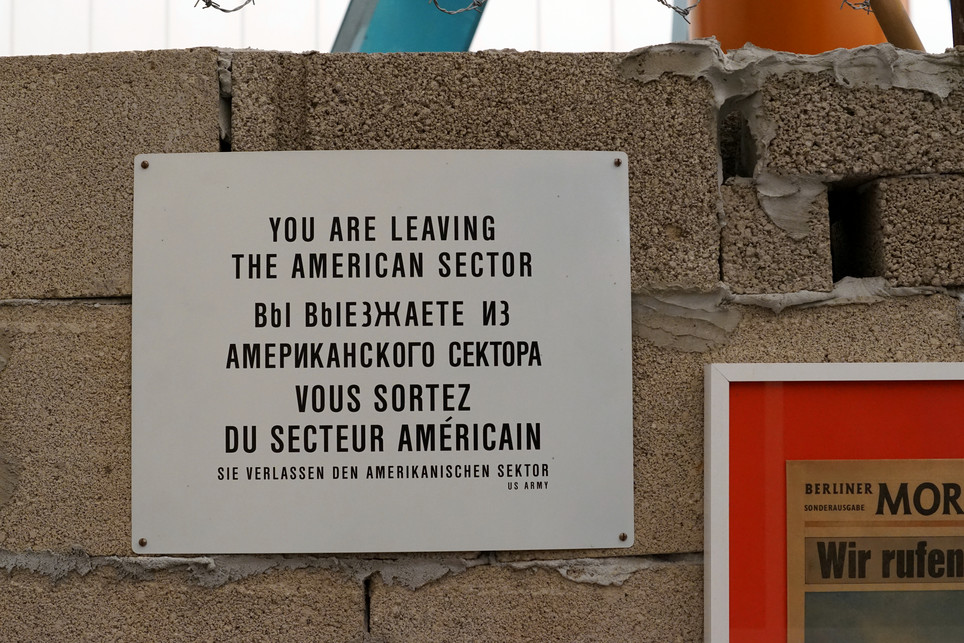 YOU ARE LEAVING
THE AMERICAN SECTOR
ВЫ ВЫЕЗЖАЕТЕ ИЗ
АМЕРИКАНСКОГО СЕКТОРА
VOUS SORTEZ
DU SECTEUR AMÉRICAIN
SIE VERLASSEN DEN AMERIKANISCHEN SEKTOR
US ARMY
BERLINER
SONDERAUSGABE
MOR
Wir rufen